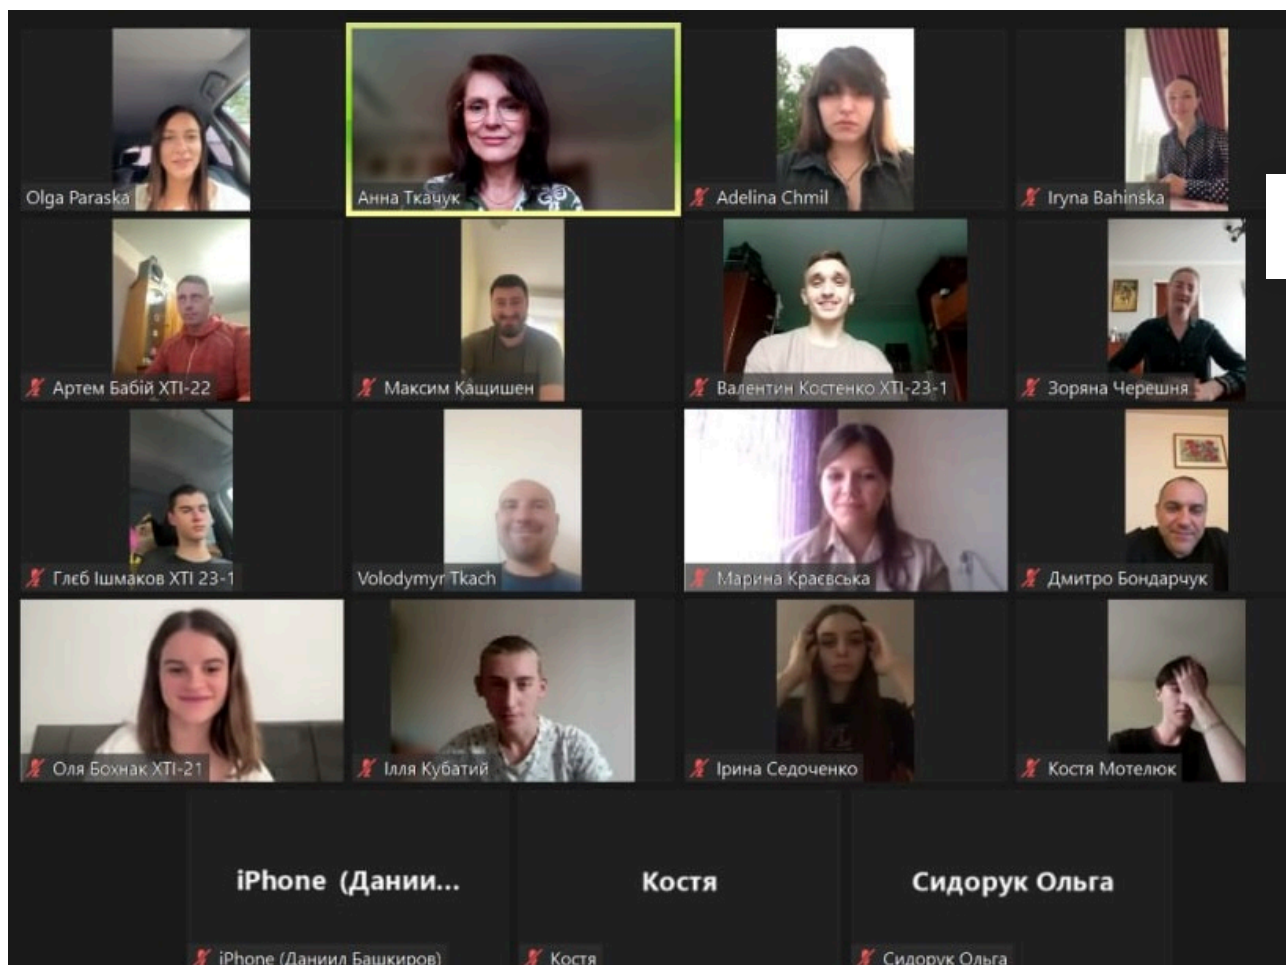 Olga Paraska
Анна Ткачук
Adelina Chmil
Iryna Bahinska
Артем Бабій ХТІ-22
Максим Кащишен
Валентин Костенко ХТІ-23-1
Зоряна Черешня
Глєб Ішмаков ХТІ 23-1
Volodymyr Tkach
Марина Краєвська
Дмитро Бондарчук
Оля Бохнак ХТІ-21
Ілля Кубатий
Ірина Седоченко
Костя Мотелюк
iPhone (Дании...
Костя
Сидорук Ольга
iPhone (Даниил Башкиров)
Костя
Сидорук Ольга